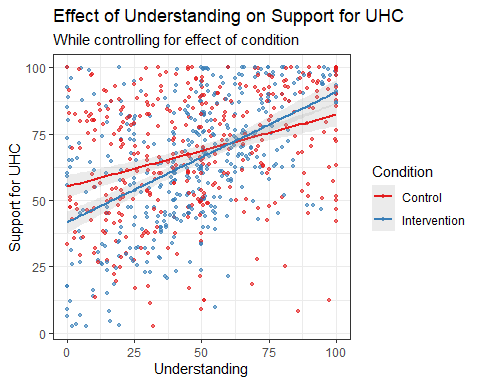 Effect of Understanding on Support for UHC
While controlling for effect of condition
100
75
50
25
0
Support for UHC
0 25 50 75 100
Understanding
Condition
Control
Intervention